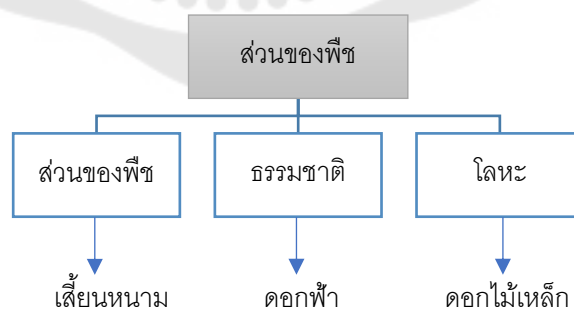 ส่วนของพืช
ส่วนของพืช ธรรมชาติ โลหะ
เสี้ยนหนาม ดอกฟ้า ดอกไม้เหล็ก